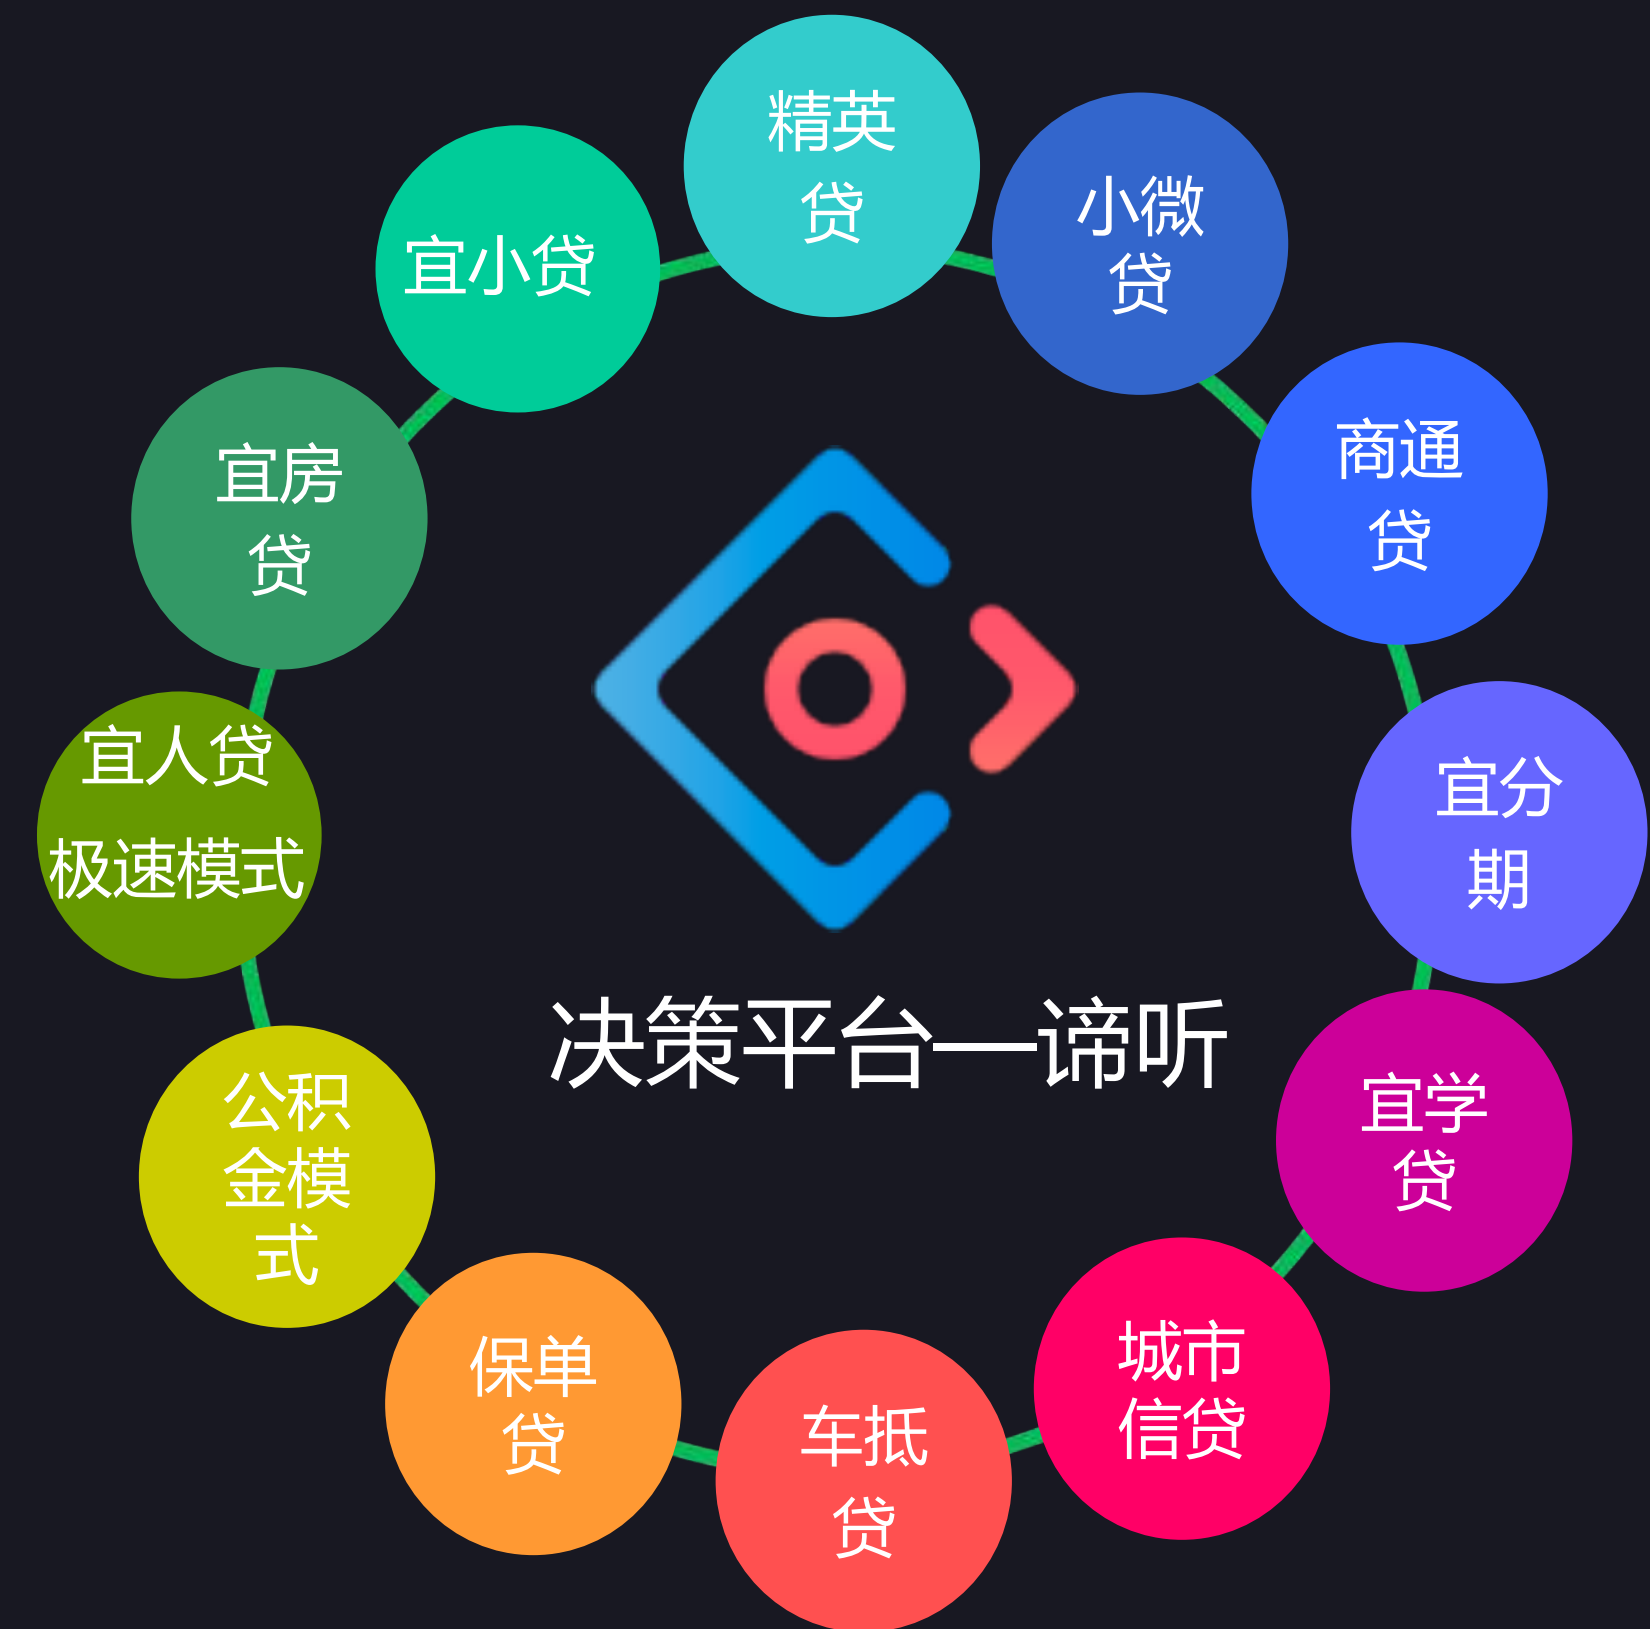 精英
贷
小微
贷
商通
贷
宜分
期
宜学
贷
城市
信贷
车抵
贷
保单
贷
公积
金模
式
宜人贷
极速模式
宜房
贷
宜小贷
决策平台—谛听